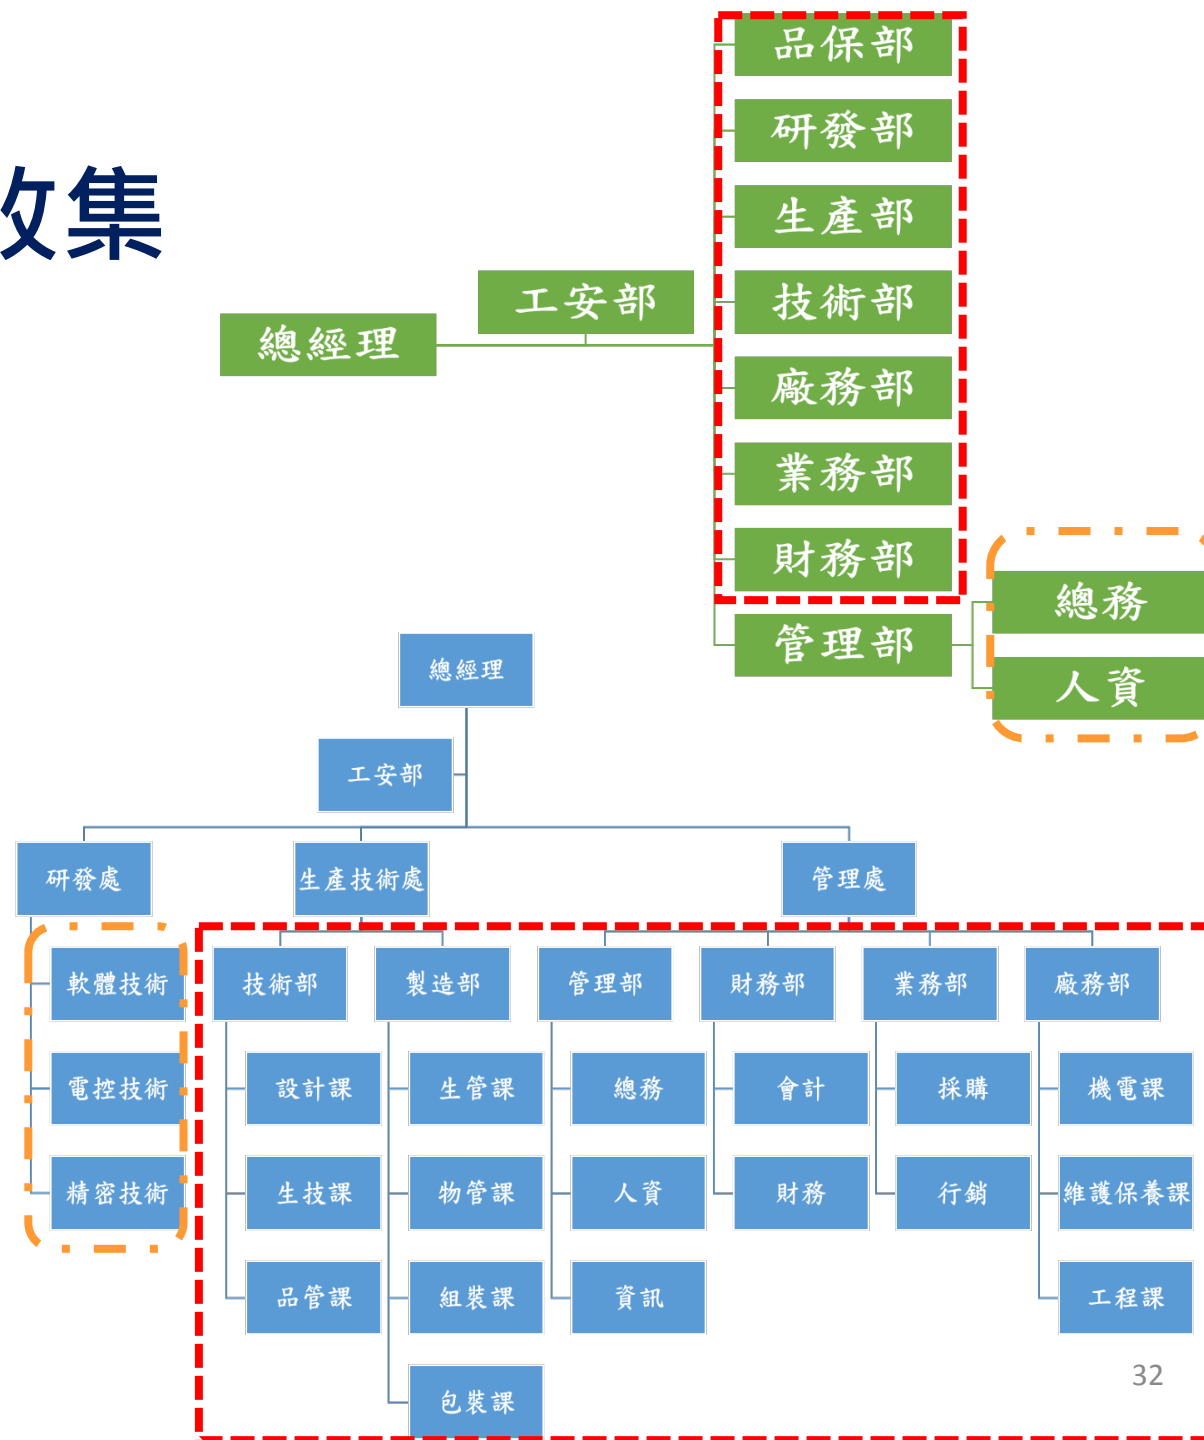 品保部
研發部
收集
生產部
工安部
技術部
總經理
廠務部
業務部
財務部
總務
管理部
人資
總經理
工安部
研發處 生產技術處 管理處
軟體技術 技術部 製造部 管理部 財務部 業務部 廠務部
電控技術 設計課 生管課 總務 會計 採購 機電課
精密技術 生技課 物管課 人資 財務 行銷 維護保養課
品管課 組裝課 資訊 工程課
包裝課
32